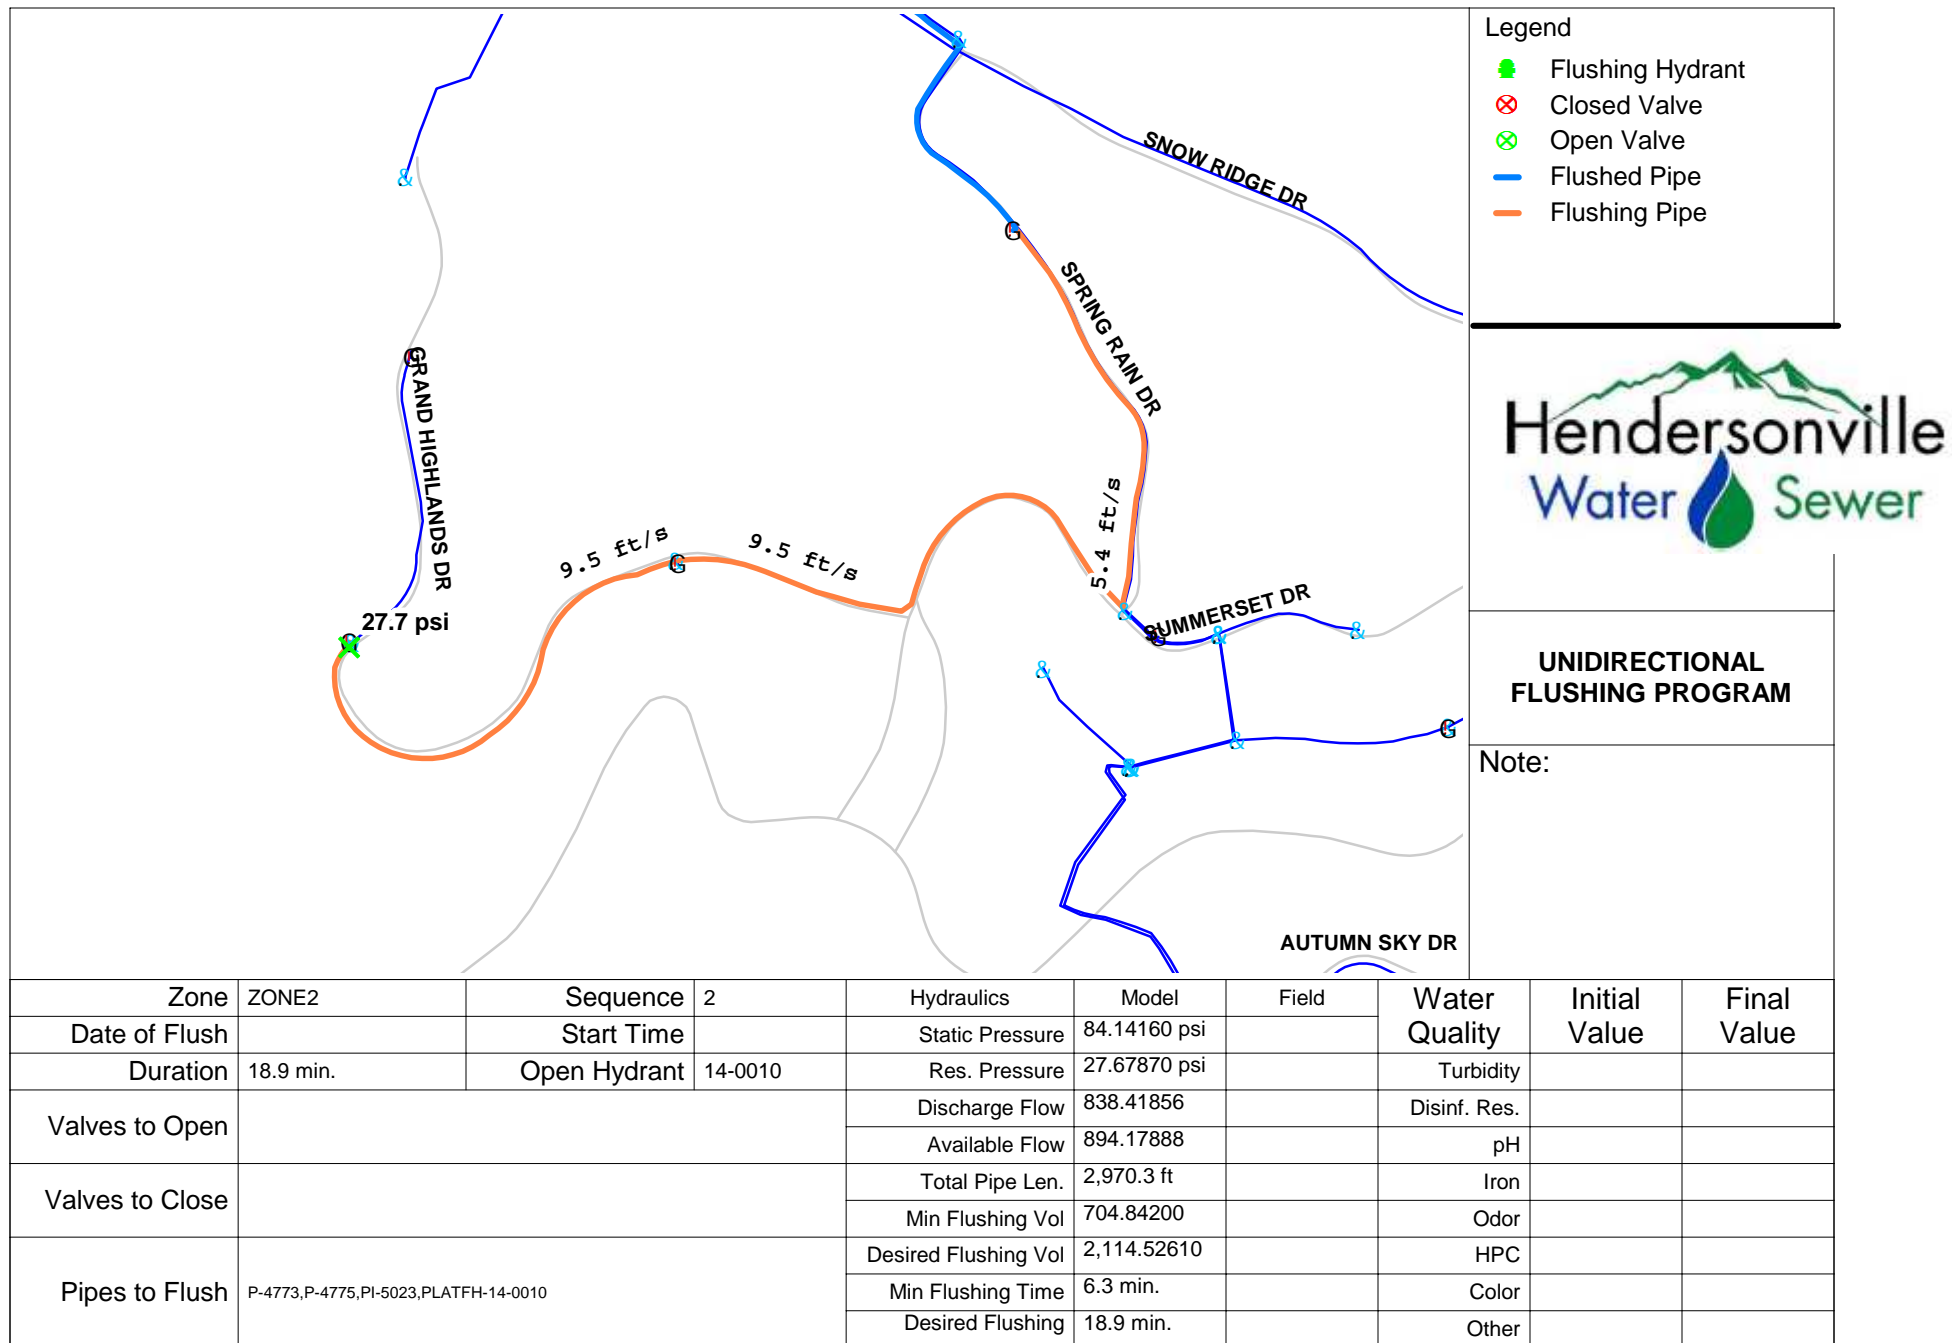 Legend
Flushing Hydrant
Closed Valve
Open Valve
Flushed Pipe
Flushing Pipe
SNOW RIDGE DR
SPRING RAIN DR
GRAND HIGHLANDS DR
9.5 ft/s
9.5 ft/s
5.4 ft/s
27.7 psi
SUMMERSET DR
AUTUMN SKY DR
Hendersonville
Water Sewer
UNIDIRECTIONAL
FLUSHING PROGRAM
Note:
Zone ZONE2 Sequence 2 Hydraulics Model Field Water Quality Initial Value Final Value
Date of Flush Start Time Static Pressure 84.14160 psi
Duration 18.9 min. Open Hydrant 14-0010 Res. Pressure 27.67870 psi Turbidity
Valves to Open Discharge Flow 838.41856 Disinf. Res.
Available Flow 894.17888 pH
Valves to Close Total Pipe Len. 2,970.3 ft Iron
Min Flushing Vol 704.84200 Odor
Pipes to Flush P-4773,P-4775,PI-5023,PLATFH-14-0010 Desired Flushing Vol 2,114.52610 HPC
Min Flushing Time 6.3 min. Color
Desired Flushing 18.9 min. Other